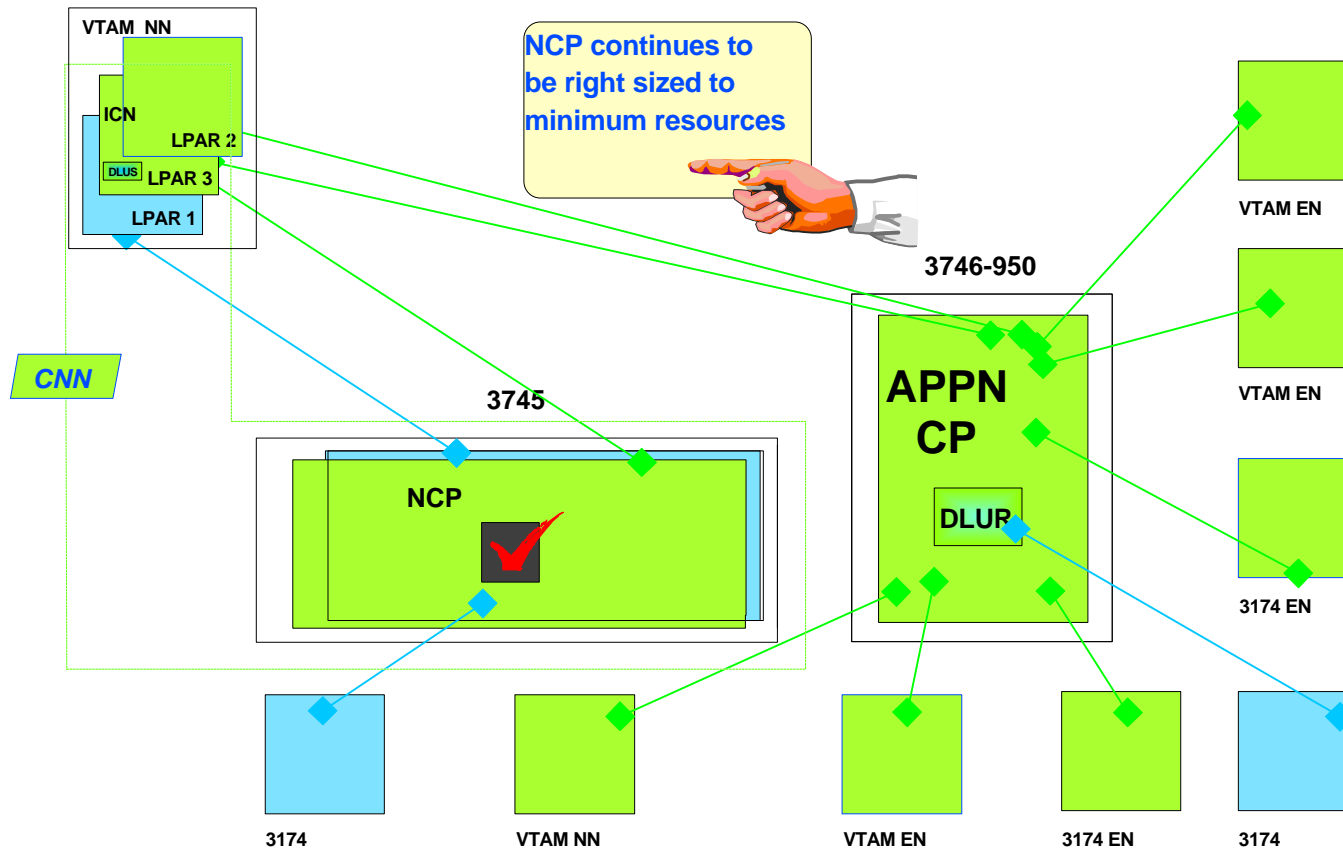 VTAM NN
ICN
LPAR 2
DLUS
LPAR 3
LPAR 1
NCP continues to
be right sized to
minimum resources
VTAM EN
3746-950
CNN
3745
APPN
CP
VTAM EN
NCP
DLUR
3174 EN
3174
VTAM NN
VTAM EN
3174 EN
3174